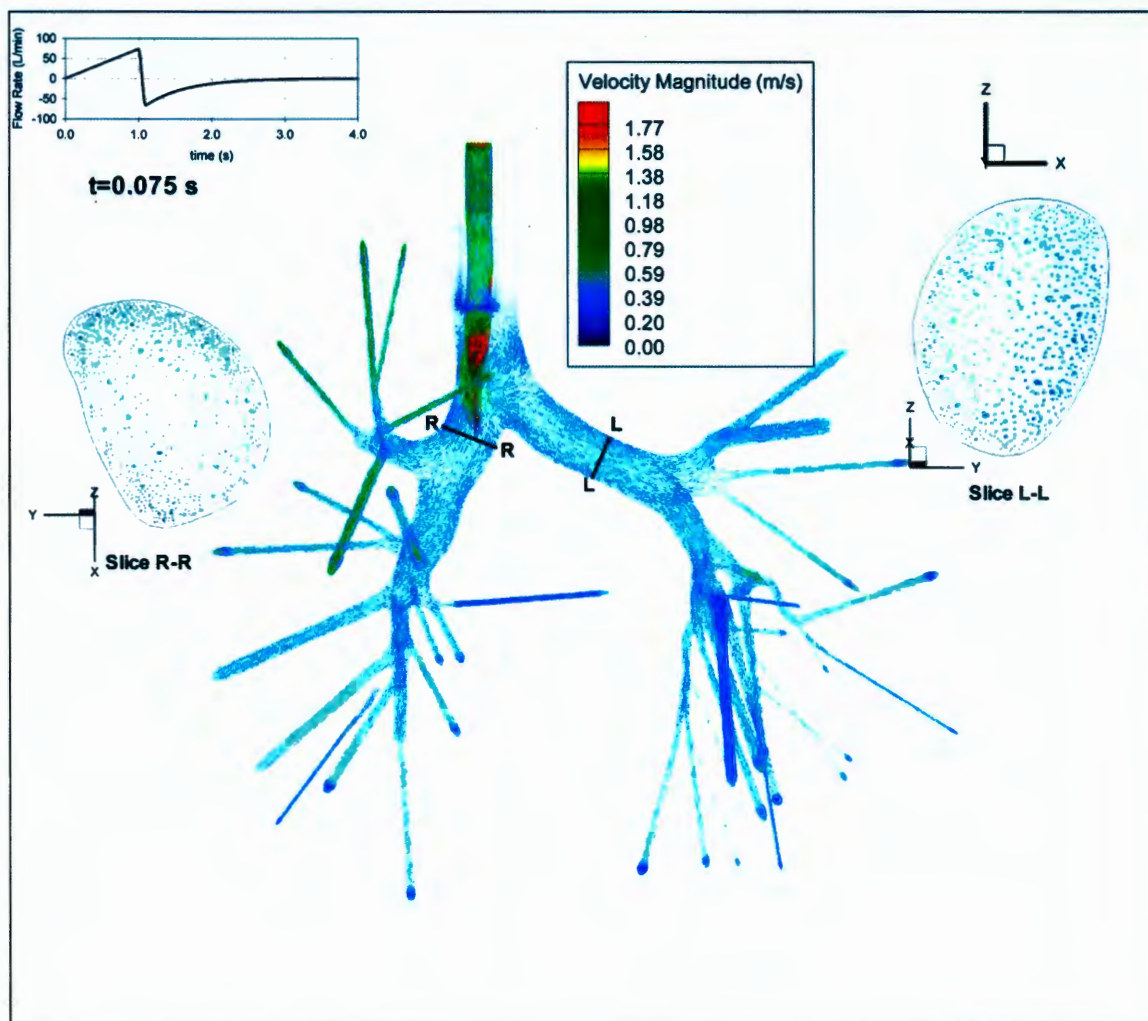 Flow Rate (L/min)
100
50
0
-50
-100
0.0 1.0 2.0 3.0 4.0
time (s)
t=0.075 s
Velocity Magnitude (m/s)
1.77
1.58
1.38
1.18
0.98
0.79
0.59
0.39
0.20
0.00
Z
X
R
R
L
L
Z
Y
X
Slice R-R
Z
X
Y
Slice L-L